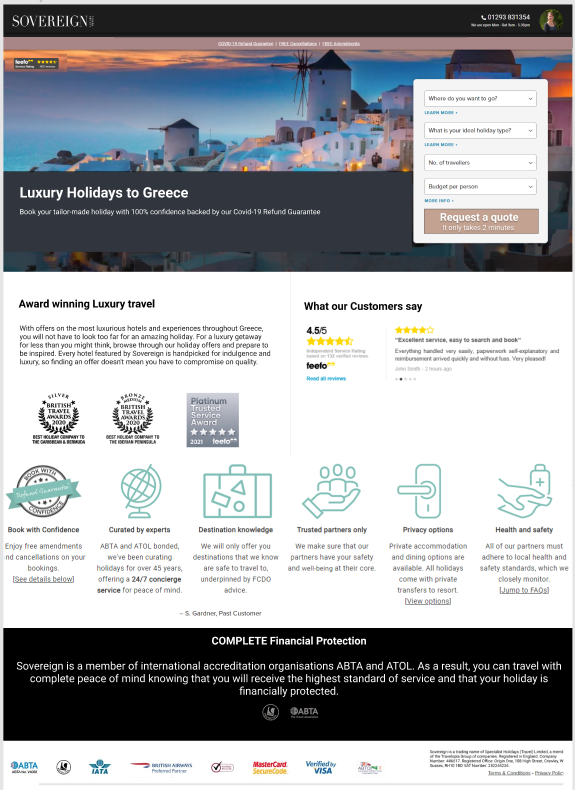 SOVEREIGN
01293 831354
We are open Mon - Sat 9am - 5.30pm
COVID-19 Refund Guarantee | FREE Cancellations | FREE Amendments
feefo
Service Rating
Where do you want to go?
LEARN MORE
What is your ideal holiday type?
LEARN MORE
No. of travellers
Budget per person
MORE INFO
Request a quote
It only takes 2 minutes
Luxury Holidays to Greece
Book your tailor-made holiday with 100% confidence backed by our Covid-19 Refund Guarantee
Award winning Luxury travel
With offers on the most luxurious hotels and experiences throughout Greece,
you will not have to look too far for an amazing holiday. For a luxury getaway
for less than you might think, browse through our holiday offers and prepare to
be inspired. Every hotel featured by Sovereign is handpicked for indulgence and
luxury, so finding an offer doesn't mean you have to compromise on quality.
What our Customers say
4.5/5
Independent Service Rating
based on 132 verified reviews
feefo
Read all reviews
"Excellent service, easy to search and book"
Everything handled very easily, paperwork self-explanatory and
reimbursement arrived quickly and without fuss. Very pleased!
John Smith - 2 hours ago
SILVER
BRITISH
TRAVEL
AWARDS
2020
BEST HOLIDAY COMPANY TO
THE CARIBBEAN & BERMUDA
BRONZE
BRITISH
TRAVEL
AWARDS
2020
BEST HOLIDAY COMPANY TO
THE IBERIAN PENINSULA
Platinum
Trusted
Service
Award
2021 feefo
BOOK WITH
Refund Guarantee
CONFIDENCE
Book with Confidence
Enjoy free amendments
and cancellations on your
bookings.
[See details below]
Curated by experts
ABTA and ATOL bonded,
we've been curating
holidays for over 45 years,
offering a 24/7 concierge
service for peace of mind.
Destination knowledge
We will only offer you
destinations that we know
are safe to travel to,
underpinned by FCDO
advice.
Trusted partners only
We make sure that our
partners have your safety
and well-being at their core.
Privacy options
Private accommodation
and dining options are
available. All holidays
come with private
transfers to resort.
[View options]
Health and safety
All of our partners must
adhere to local health and
safety standards, which we
closely monitor.
[Jump to FAQs]
– S. Gardner, Past Customer
COMPLETE Financial Protection
Sovereign is a member of international accreditation organisations ABTA and ATOL. As a result, you can travel with
complete peace of mind knowing that you will receive the highest standard of service and that your holiday is
financially protected.
ABTA
ABTA
IATA
BRITISH AIRWAYS
Preferred Partner
MasterCard
SecureCode
Verified by
VISA
Sovereign is a trading name of Specialist Holidays (Travel) Limited, a memb
of the Travelopia Group of companies. Registered in England. Company
Terms & Conditions - Privacy Polic